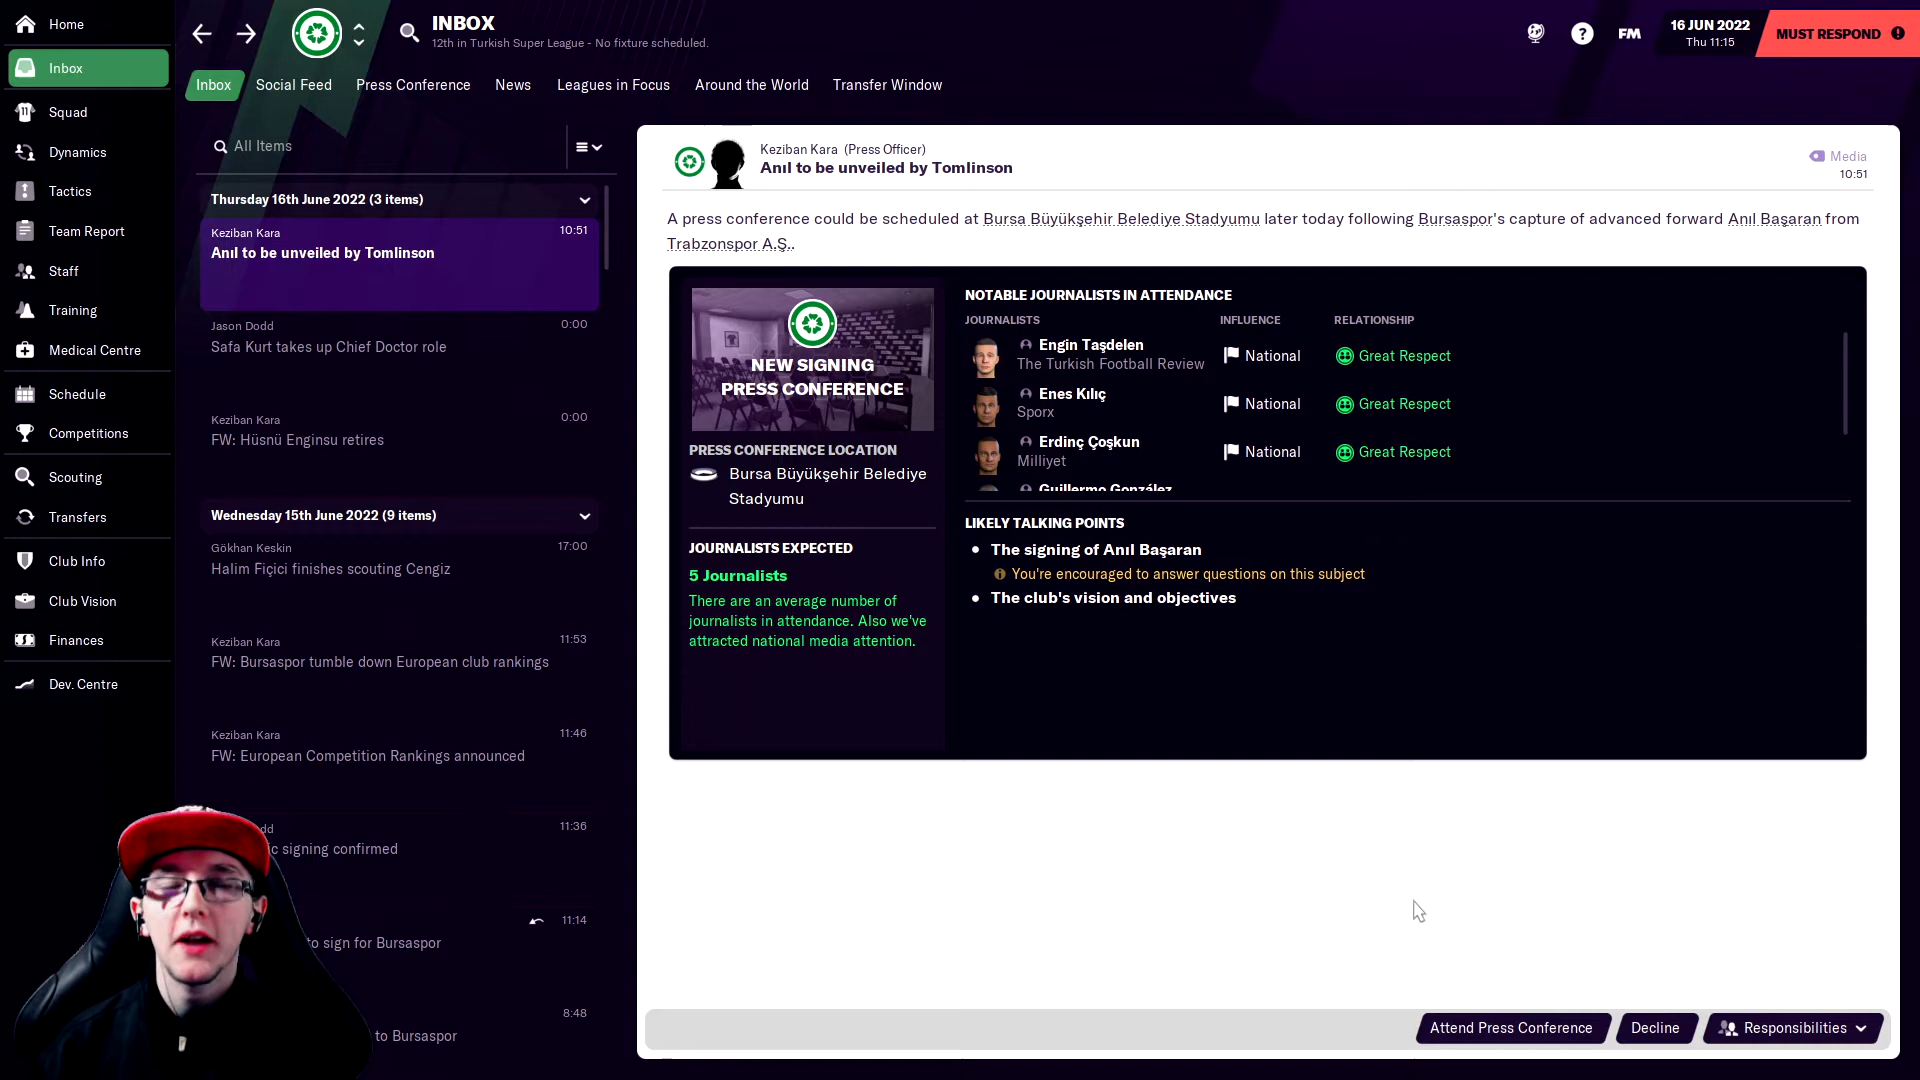 Home
Inbox
Squad
Dynamics
Tactics
Team Report
Staff
Training
Medical Centre
Schedule
Competitions
Scouting
Transfers
Club Info
Club Vision
Finances
Dev. Centre
INBOX
12th in Turkish Super League - No fixture scheduled.
?
FM
16 JUN 2022
Thu 11:15
MUST RESPOND
Inbox
Social Feed
Press Conference
News
Leagues in Focus
Around the World
Transfer Window
All Items
Thursday 16th June 2022 (3 items)
Keziban Kara
10:51
Anıl to be unveiled by Tomlinson
Jason Dodd
0:00
Safa Kurt takes up Chief Doctor role
Keziban Kara
0:00
FW: Hüsnü Enginsu retires
Wednesday 15th June 2022 (9 items)
Gökhan Keskin
17:00
Halim Fiçici finishes scouting Cengiz
Keziban Kara
11:53
FW: Bursaspor tumble down European club rankings
Keziban Kara
11:46
FW: European Competition Rankings announced
dd
11:36
ic signing confirmed
11:14
to sign for Bursaspor
8:48
to Bursaspor
Keziban Kara (Press Officer)
Anıl to be unveiled by Tomlinson
Media
10:51
A press conference could be scheduled at Bursa Büyükşehir Belediye Stadyumu later today following Bursaspor's capture of advanced forward Anıl Başaran from
Trabzonspor A.Ş..
NEW SIGNING
PRESS CONFERENCE
PRESS CONFERENCE LOCATION
Bursa Büyükşehir Belediye
Stadyumu
JOURNALISTS EXPECTED
5 Journalists
There are an average number of
journalists in attendance. Also we've
attracted national media attention.
NOTABLE JOURNALISTS IN ATTENDANCE
JOURNALISTS
INFLUENCE
RELATIONSHIP
Engin Taşdelen
The Turkish Football Review
National
Great Respect
Enes Kılıç
Sporx
National
Great Respect
Erdinç Çoşkun
Milliyet
National
Great Respect
Guillermo González
LIKELY TALKING POINTS
• The signing of Anıl Başaran
You're encouraged to answer questions on this subject
• The club's vision and objectives
Attend Press Conference
Decline
Responsibilities